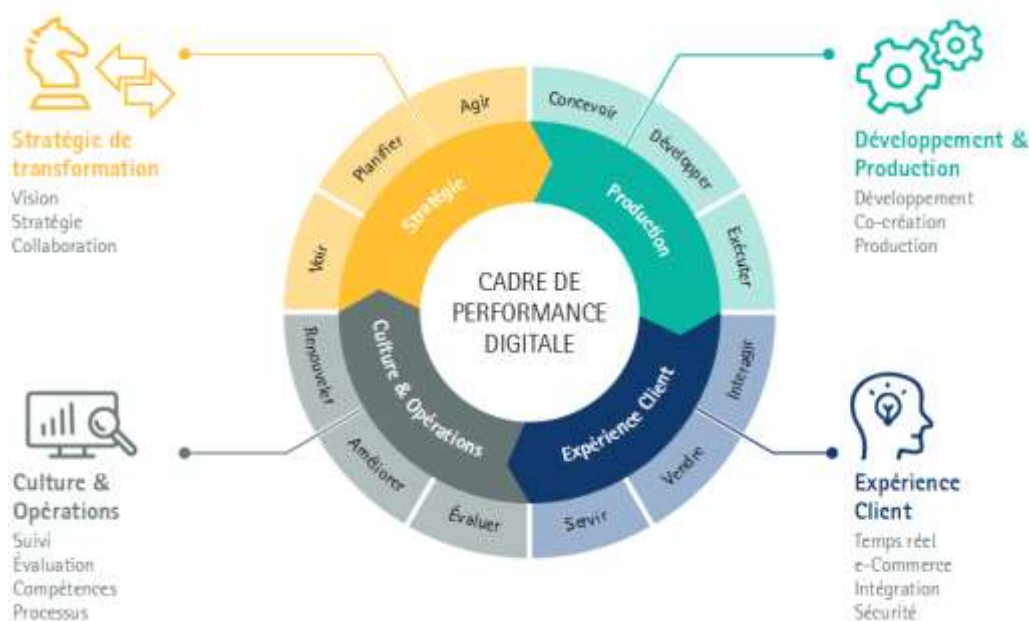 Stratégie de
transformation
Vision
Stratégie
Collaboration
Développement &
Production
Développement
Co-création
Production
Voir
Planifier
Agir
Concevoir
Développer
Exécuter
Interagir
Vendre
Servir
Évaluer
Améliorer
Renouveler
Stratégie
Production
Expérience Client
Culture & Opérations
CADRE DE
PERFORMANCE
DIGITALE
Culture &
Opérations
Suivi
Évaluation
Compétences
Processus
Expérience
Client
Temps réel
e-Commerce
Intégration
Sécurité